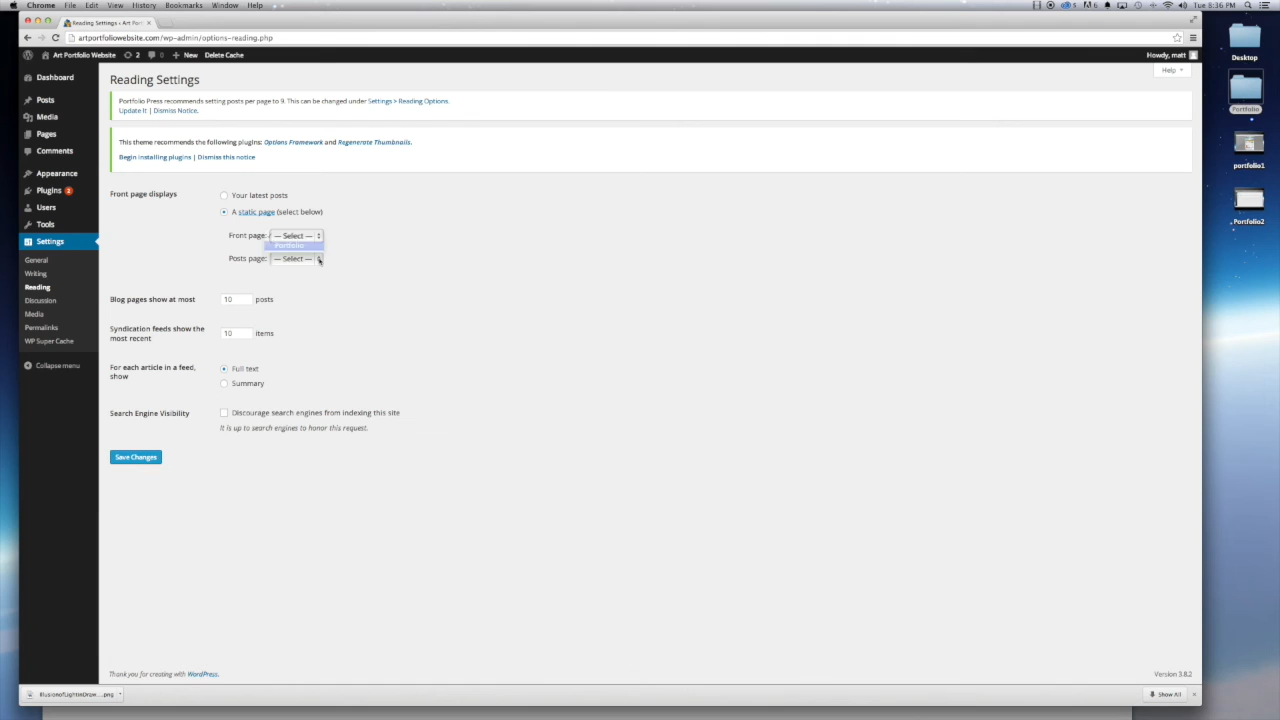 Chrome File Edit View History Bookmarks Window Help 5 6 Tue 8:36 PM
Reading Settings ‹ Art Port
artportfoliowebsite.com/wp-admin/options-reading.php
Art Portfolio Website 2 0 New Delete Cache Howdy, matt
Help
Dashboard
Posts
Media
Pages
Comments
Appearance
Plugins 2
Users
Tools
Settings
General
Writing
Reading
Discussion
Media
Permalinks
WP Super Cache
Collapse menu
Reading Settings
Portfolio Press recommends setting posts per page to 9. This can be changed under Settings > Reading Options.
Update It | Dismiss Notice.
This theme recommends the following plugins: Options Framework and Regenerate Thumbnails.
Begin installing plugins | Dismiss this notice
Front page displays
Your latest posts
A static page (select below)
Front page: — Select —
Portfolio
Posts page: — Select —
Blog pages show at most 10 posts
Syndication feeds show the
most recent
10 items
For each article in a feed,
show
Full text
Summary
Search Engine Visibility
Discourage search engines from indexing this site
It is up to search engines to honor this request.
Save Changes
Thank you for creating with WordPress.
Version 3.8.2
IllusionofLightinDraw....png
Show All
Desktop
Portfolio
portfolio1
portfolio2